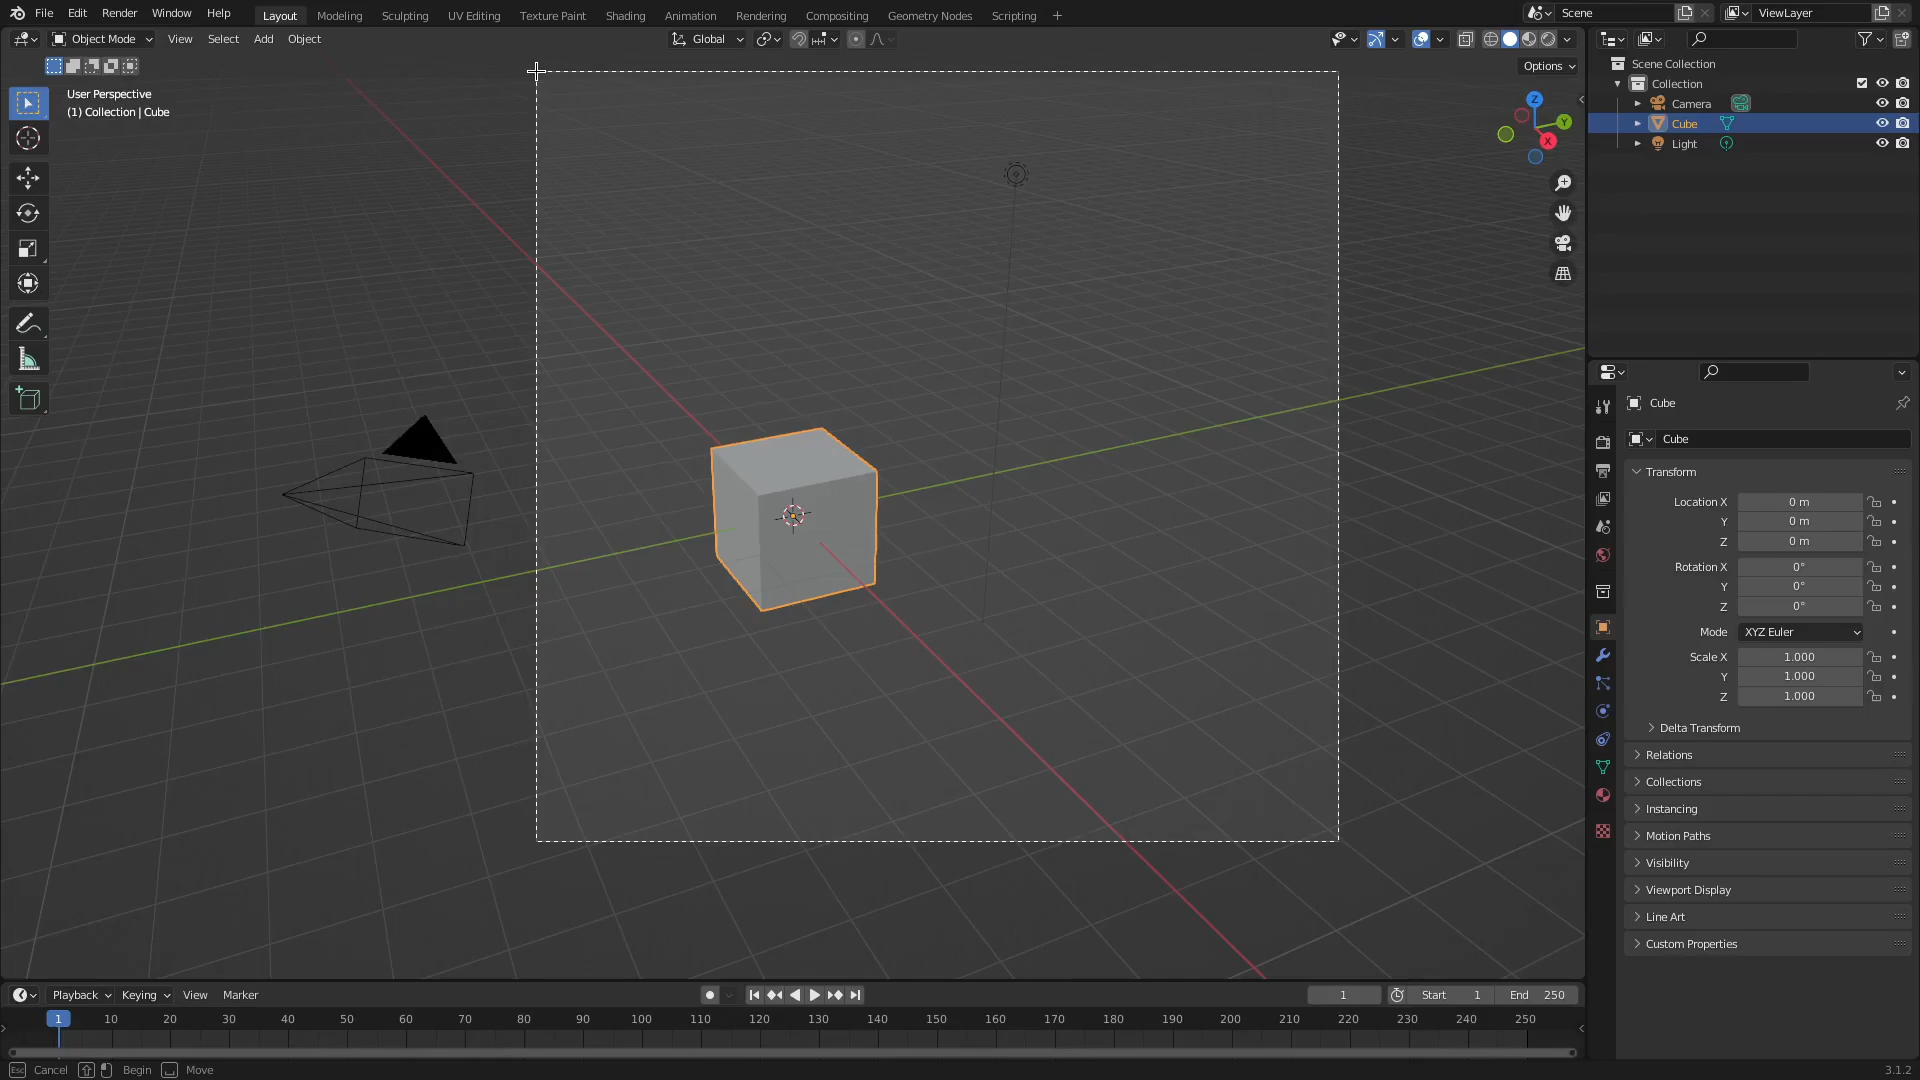 File Edit Render Window Help Layout Modeling Sculpting UV Editing Texture Paint Shading Animation Rendering Compositing Geometry Nodes Scripting + Scene ViewLayer
Object Mode View Select Add Object Global
Options
User Perspective
(1) Collection | Cube
Z
Y
X
Scene Collection
Collection
Camera
Cube
Light
Cube
Cube
Transform
Location X 0 m
Y 0 m
Z 0 m
Rotation X 0°
Y 0°
Z 0°
Mode XYZ Euler
Scale X 1.000
Y 1.000
Z 1.000
Delta Transform
Relations
Collections
Instancing
Motion Paths
Visibility
Viewport Display
Line Art
Custom Properties
Playback Keying View Marker 1 Start 1 End 250
1 10 20 30 40 50 60 70 80 90 100 110 120 130 140 150 160 170 180 190 200 210 220 230 240 250
Esc Cancel Begin Move 3.1.2